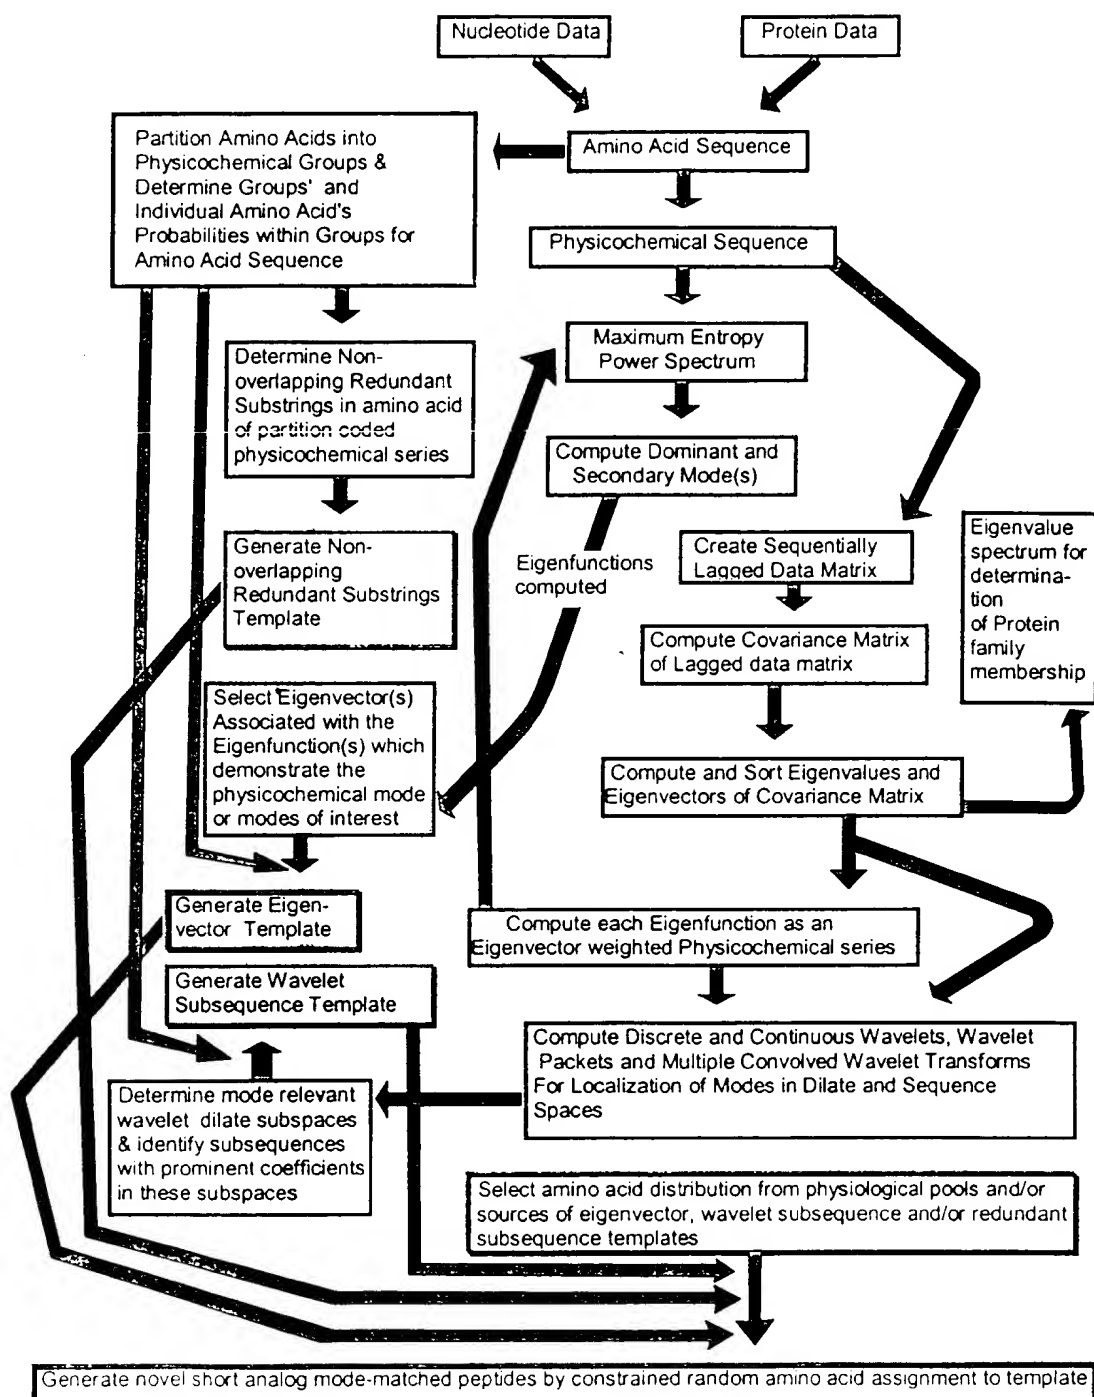 Nucleotide Data
Protein Data
Partition Amino Acids into
Physicochemical Groups &
Determine Groups' and
Individual Amino Acid's
Probabilities within Groups for
Amino Acid Sequence
Amino Acid Sequence
Physicochemical Sequence
Maximum Entropy
Power Spectrum
Determine Non-
overlapping Redundant
Substrings in amino acid
of partition coded
physicochemical series
Compute Dominant and
Secondary Mode(s)
Generate Non-
overlapping
Redundant Substrings
Template
Eigenfunctions
computed
Create Sequentially
Lagged Data Matrix
Eigenvalue
spectrum for
determina-
tion
of Protein
family
membership
Compute Covariance Matrix
of Lagged data matrix
Select Eigenvector(s)
Associated with the
Eigenfunction(s) which
demonstrate the
physicochemical mode
or modes of interest
Compute and Sort Eigenvalues and
Eigenvectors of Covariance Matrix
Generate Eigen-
vector Template
Compute each Eigenfunction as an
Eigenvector weighted Physicochemical series
Generate Wavelet
Subsequence Template
Compute Discrete and Continuous Wavelets, Wavelet
Packets and Multiple Convolved Wavelet Transforms
For Localization of Modes in Dilate and Sequence
Spaces
Determine mode relevant
wavelet dilate subspaces
& identify subsequences
with prominent coefficients
in these subspaces
Select amino acid distribution from physiological pools and/or
sources of eigenvector, wavelet subsequence and/or redundant
subsequence templates
Generate novel short analog mode-matched peptides by constrained random amino acid assignment to template